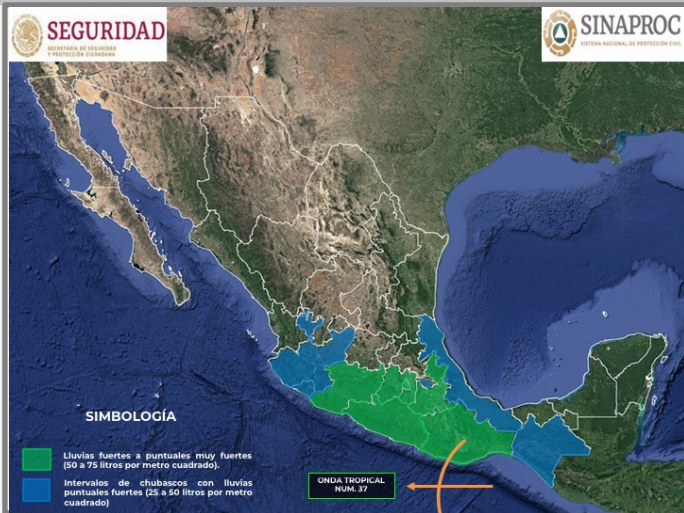 SEGURIDAD
SECRETARÍA DE SEGURIDAD
Y PROTECCIÓN CIUDADANA
SINAPROC
SISTEMA NACIONAL DE PROTECCIÓN CIVIL
SIMBOLOGÍA
Lluvias fuertes a puntuales muy fuertes
(50 a 75 litros por metro cuadrado).
Intervalos de chubascos con lluvias
puntuales fuertes (25 a 50 litros por metro
cuadrado)
ONDA TROPICAL
NUM. 37